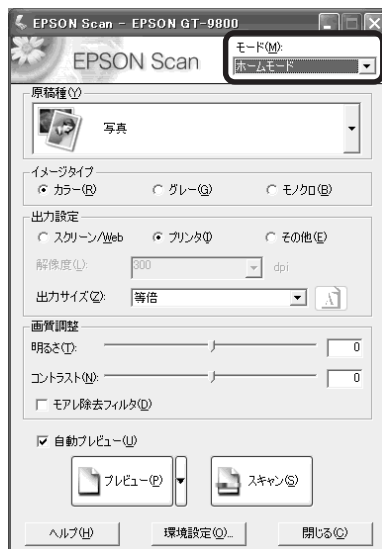 EPSON Scan - EPSON GT-9800
EPSON Scan
モード(M):
ホームモード
原稿種(Y)
写真
イメージタイプ
カラー(R) グレー(G) モノクロ(B)
出力設定
スクリーン/Web プリンタ(I) その他(E)
解像度(L): 300 dpi
出力サイズ(Z): 等倍
画質調整
明るさ(T): 0
コントラスト(N): 0
モアレ除去フィルタ(D)
自動プレビュー(U)
プレビュー(P) スキャン(S)
ヘルプ(H) 環境設定(O)... 閉じる(C)